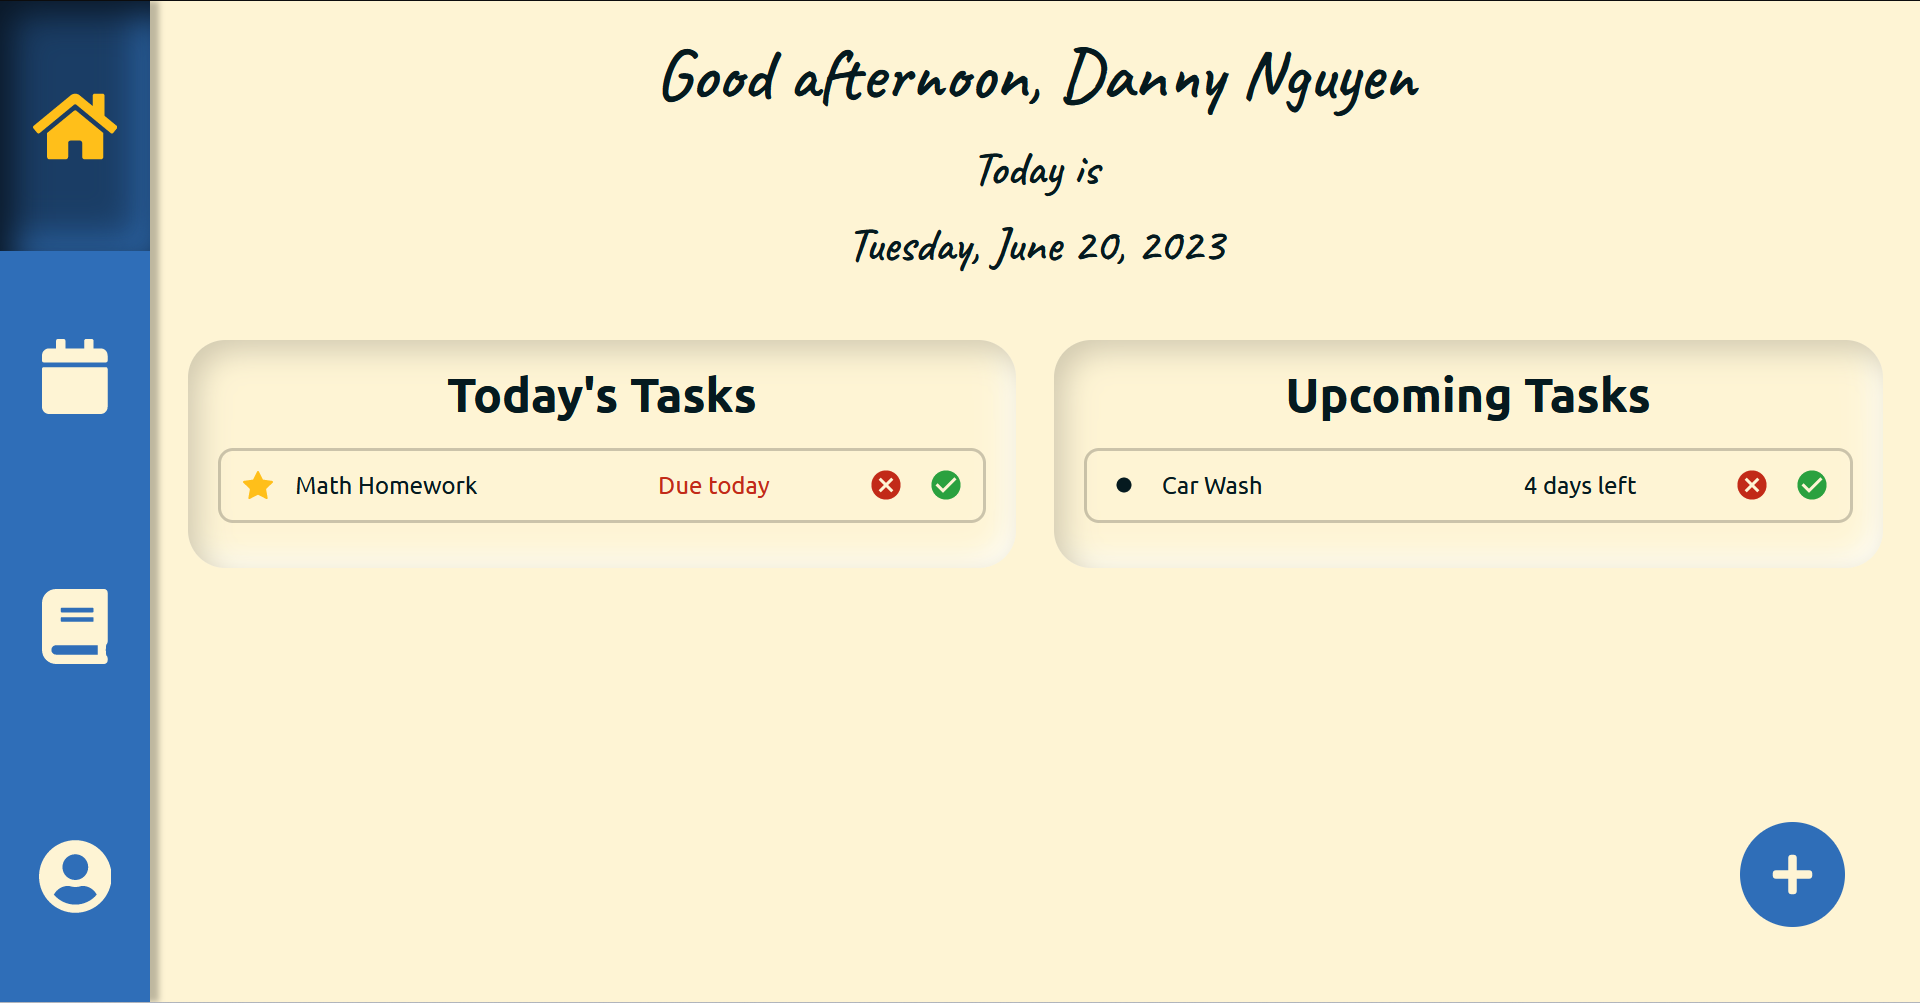 Good afternoon, Danny Nguyen
Today is
Tuesday, June 20, 2023
Today's Tasks
Math Homework Due today
Upcoming Tasks
Car Wash 4 days left